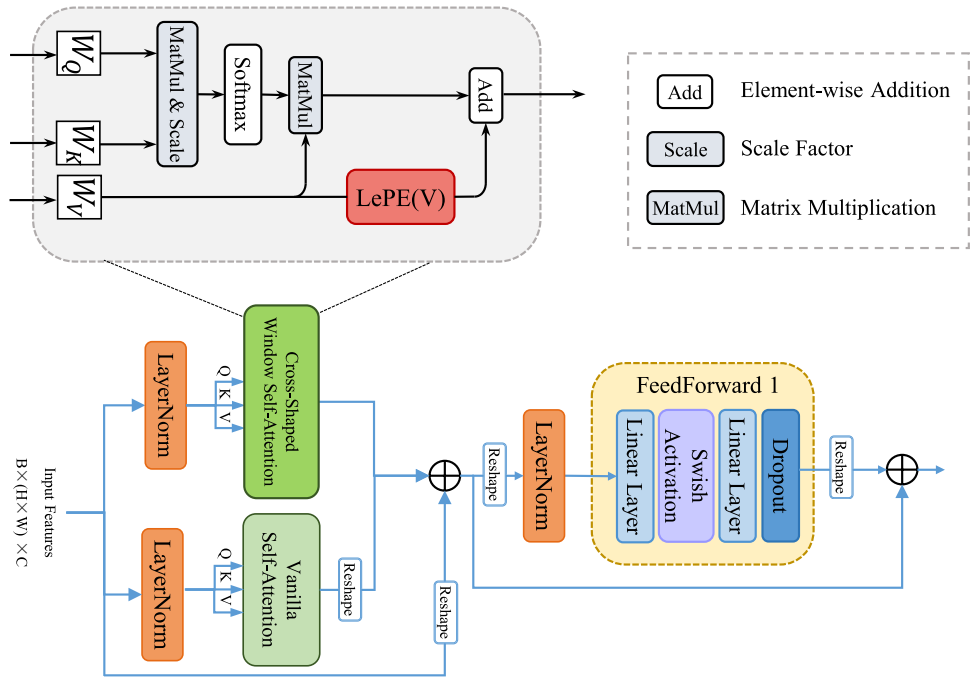 W_Q
W_K
W_V
MatMul & Scale
Softmax
MatMul
LePE(V)
Add
Add
Element-wise Addition
Scale
Scale Factor
MatMul
Matrix Multiplication
Input Features
B×(H×W)×C
LayerNorm
Q
K
V
Cross-Shaped
Window Self-Attention
LayerNorm
Q
K
V
Vanilla
Self-Attention
Reshape
Reshape
Reshape
LayerNorm
FeedForward 1
Linear Layer
Swish
Activation
Linear Layer
Dropout
Reshape